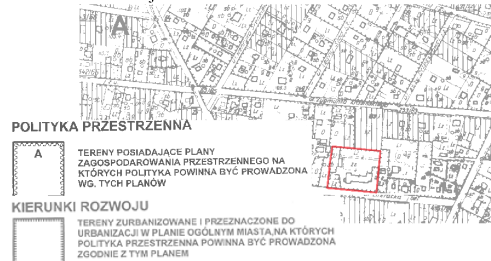 A
POLITYKA PRZESTRZENNA
A
TERENY POSIADAJĄCE PLANY
ZAGOSPODAROWANIA PRZESTRZENNEGO NA
KTÓRYCH POLITYKA POWINNA BYĆ PROWADZONA
WG. TYCH PLANÓW
KIERUNKI ROZWOJU
TERENY ZURBANIZOWANE I PRZEZNACZONE DO
URBANIZACJI W PLANIE OGÓLNYM MIASTA,NA KTÓRYCH
POLITYKA PRZESTRZENNA POWINNA BYĆ PROWADZONA
ZGODNIE Z TYM PLANEM